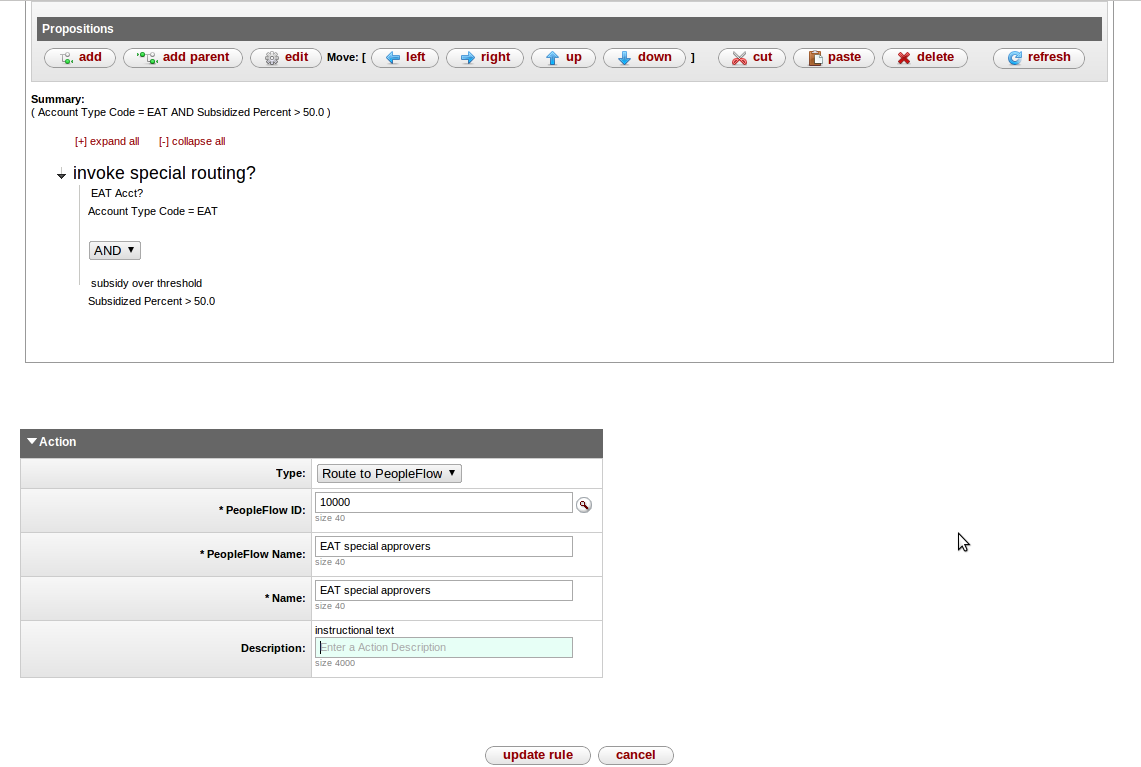 Propositions
add add parent edit Move: [ left right up down ] cut paste delete refresh
Summary:
( Account Type Code = EAT AND Subsidized Percent > 50.0 )
[+] expand all [-] collapse all
invoke special routing?
EAT Acct?
Account Type Code = EAT
AND
subsidy over threshold
Subsidized Percent > 50.0
Action
Type: Route to PeopleFlow
* PeopleFlow ID: 10000
size 40
* PeopleFlow Name: EAT special approvers
size 40
* Name: EAT special approvers
size 40
instructional text
Description: Enter a Action Description
size 4000
update rule cancel